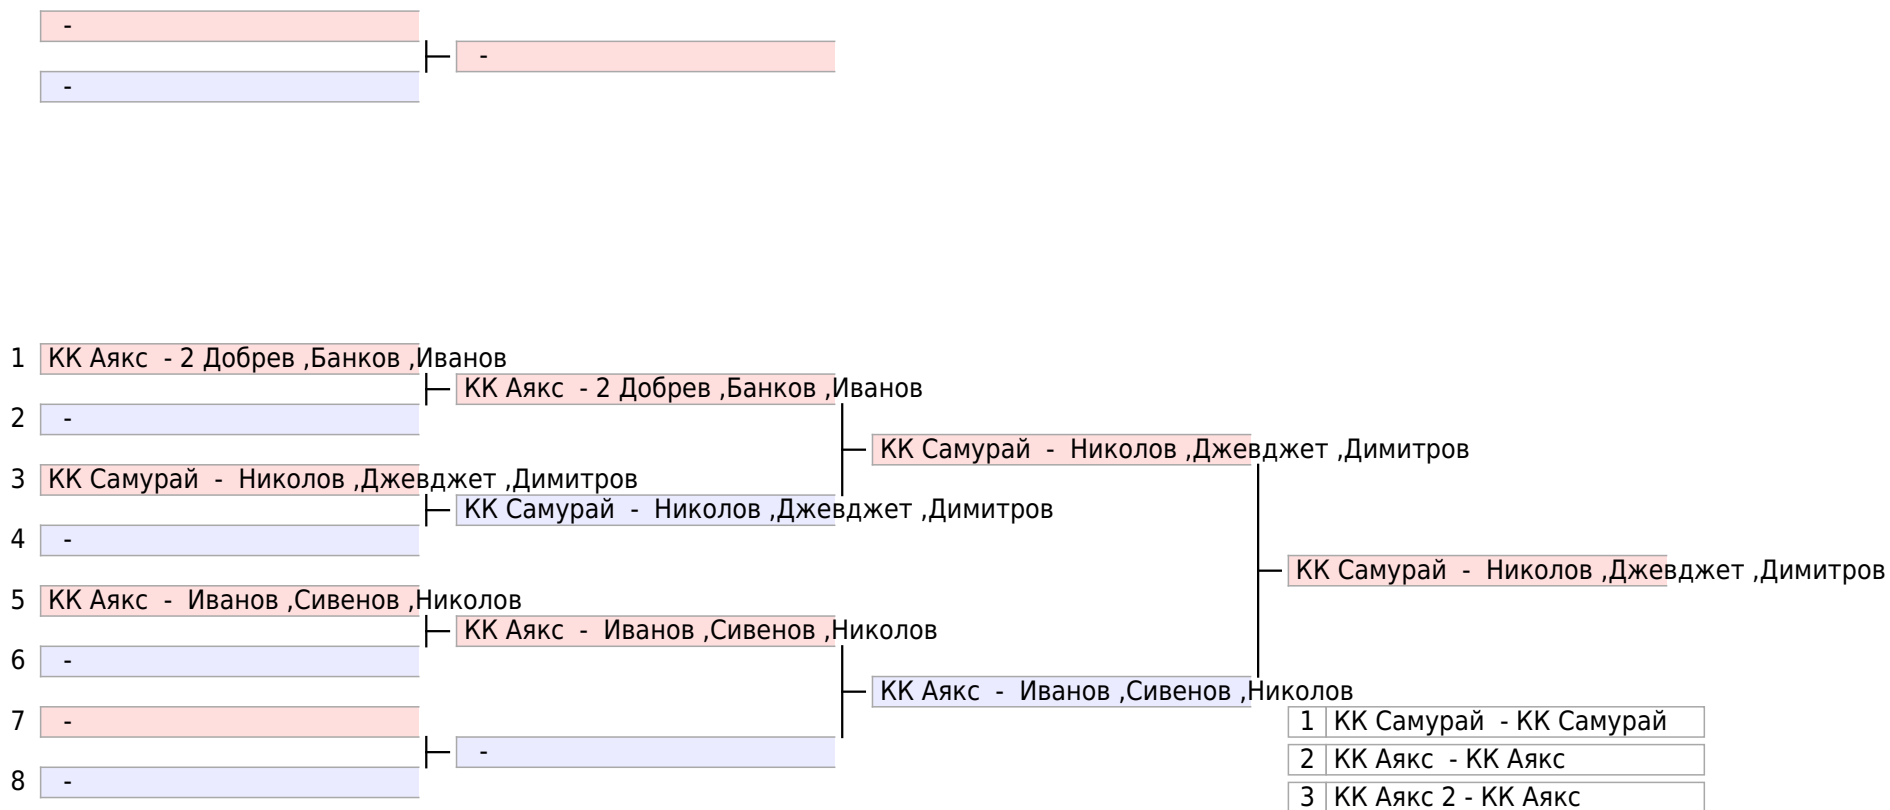 -
-
-
1 КК Аякс - 2 Добрев ,Банков ,Иванов
КК Аякс - 2 Добрев ,Банков ,Иванов
2 -
КК Самурай - Николов ,Джевджет ,Димитров
3 КК Самурай - Николов ,Джевджет ,Димитров
КК Самурай - Николов ,Джевджет ,Димитров
4 -
КК Самурай - Николов ,Джевджет ,Димитров
5 КК Аякс - Иванов ,Сивенов ,Николов
КК Аякс - Иванов ,Сивенов ,Николов
6 -
КК Аякс - Иванов ,Сивенов ,Николов
7 -
1 КК Самурай - КК Самурай
-
2 КК Аякс - КК Аякс
8 -
3 КК Аякс 2 - КК Аякс